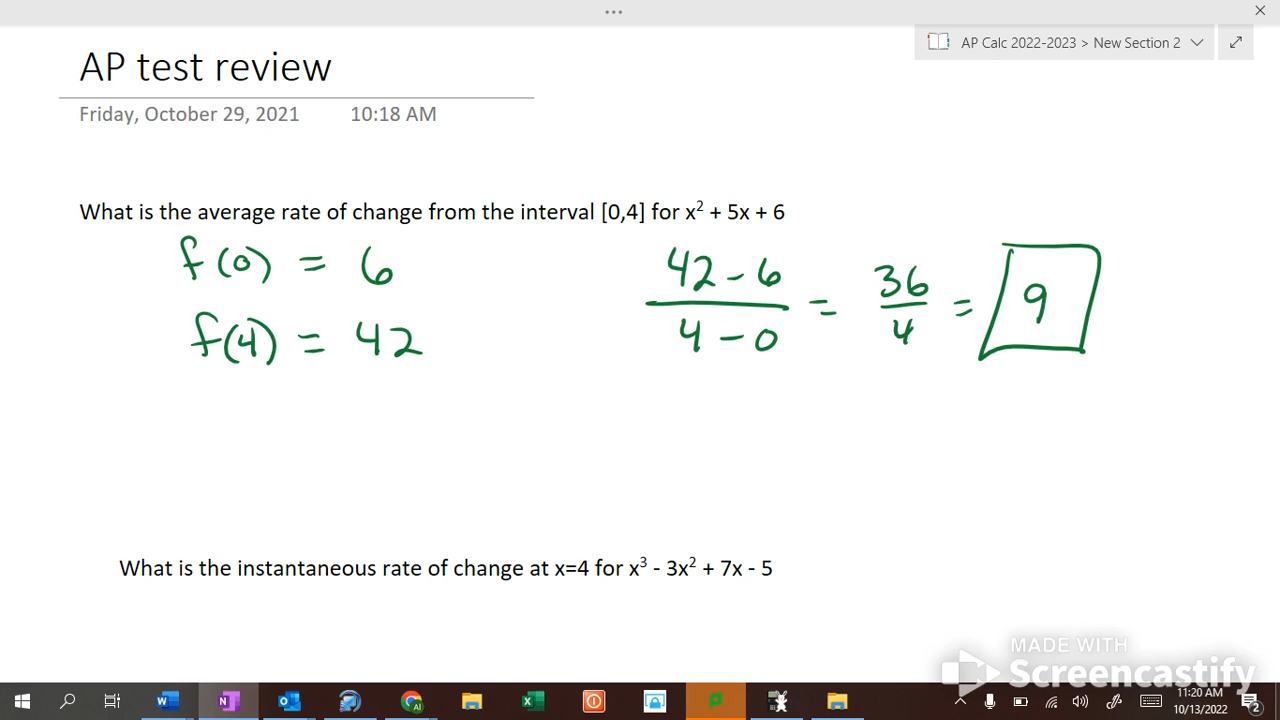 AP Calc 2022-2023 > New Section 2
AP test review
Friday, October 29, 2021 10:18 AM
What is the average rate of change from the interval [0,4] for x² + 5x + 6
f(0) = 6
f(4) = 42
42 - 6
4 - 0
=
36
4
=
9
What is the instantaneous rate of change at x=4 for x³ - 3x² + 7x - 5
MADE WITH
Screencastify
11:20 AM
10/13/2022
2